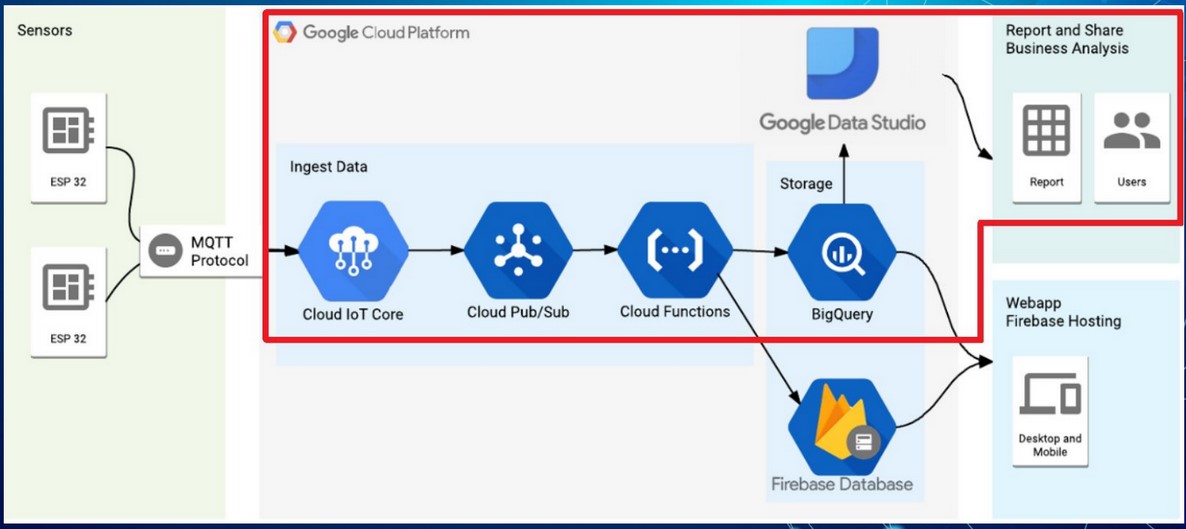 Sensors
ESP 32
ESP 32
MQTT
Protocol
Google Cloud Platform
Ingest Data
Cloud IoT Core
Cloud Pub/Sub
Cloud Functions
Google Data Studio
Storage
BigQuery
Firebase Database
Report and Share
Business Analysis
Report
Users
Webapp
Firebase Hosting
Desktop and
Mobile